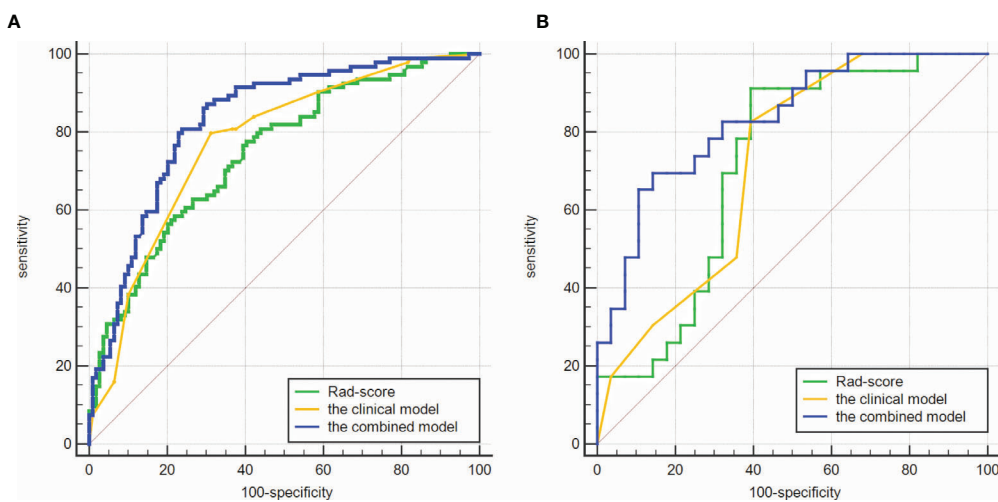 A
100
80
60
40
20
0
sensitivity
0 20 40 60 80 100
100-specificity
Rad-score
the clinical model
the combined model
B
100
80
60
40
20
0
sensitivity
0 20 40 60 80 100
100-specificity
Rad-score
the clinical model
the combined model